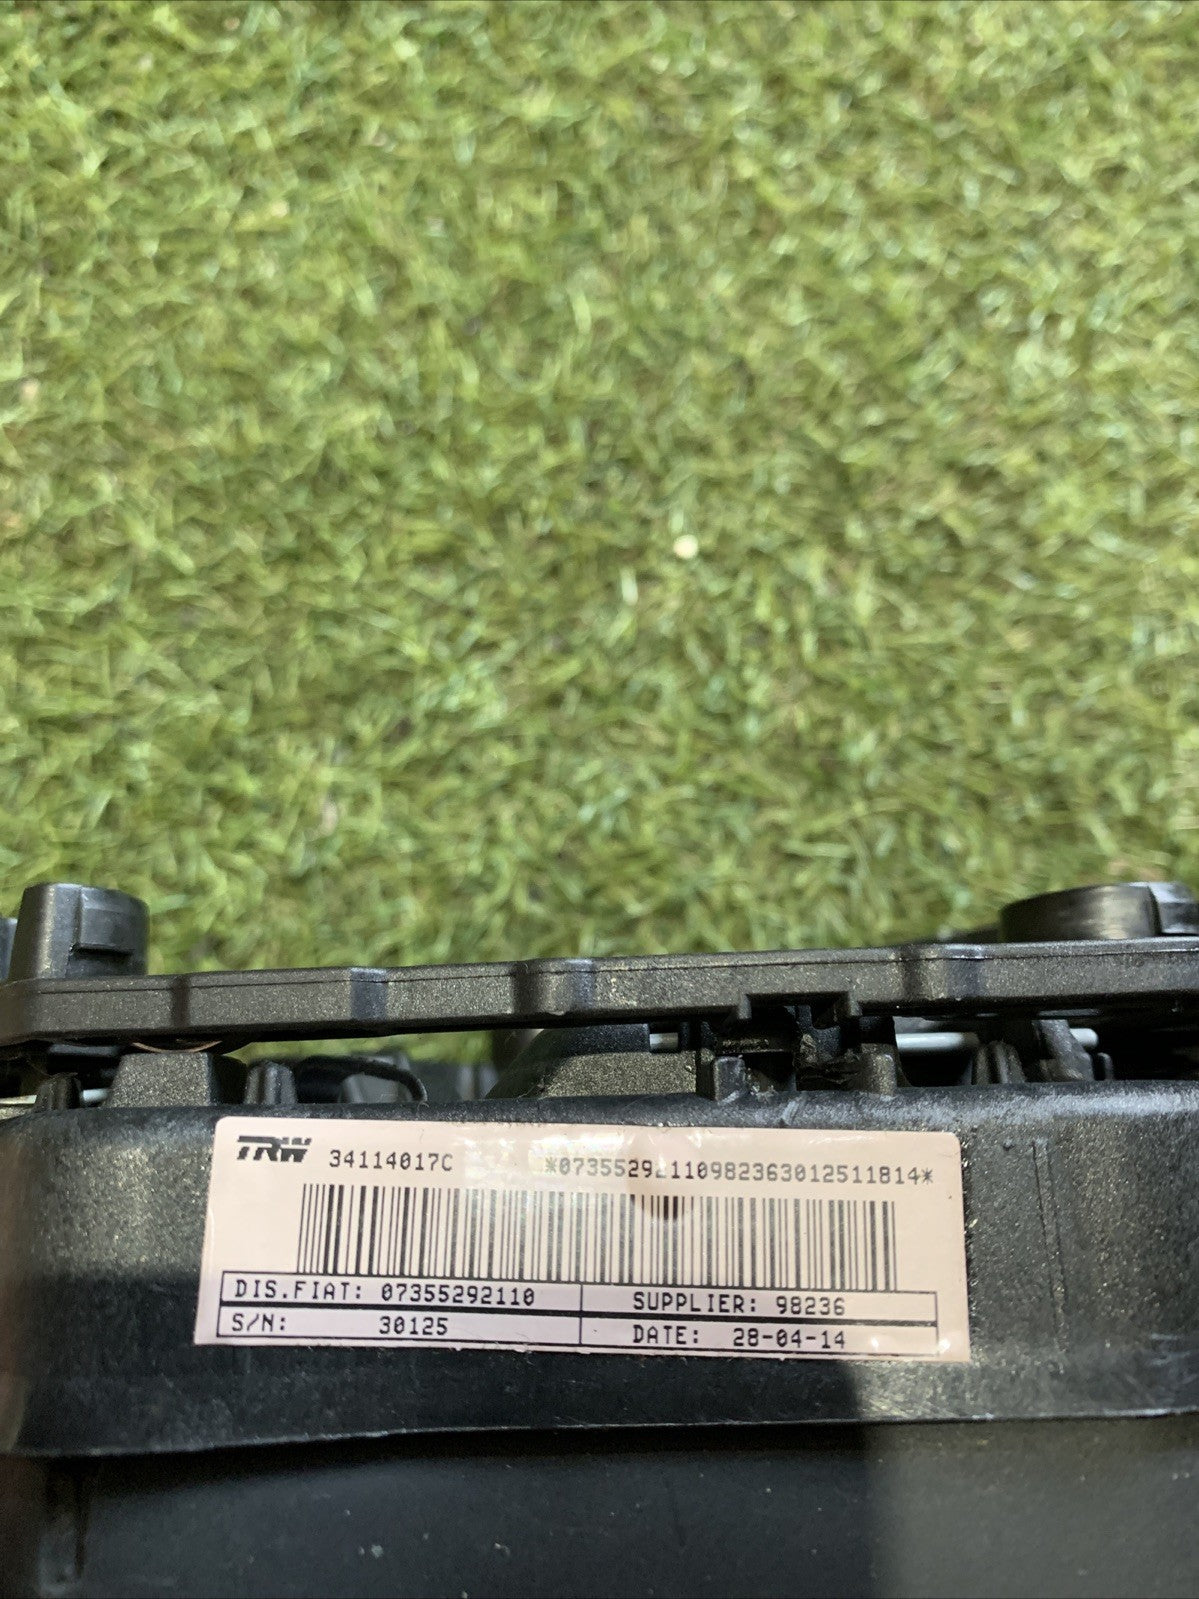 TRW 34114017C *07355292110982363012511814*
DIS.FIAT: 07355292110 SUPPLIER: 98236
S/N: 30125 DATE: 28-04-14